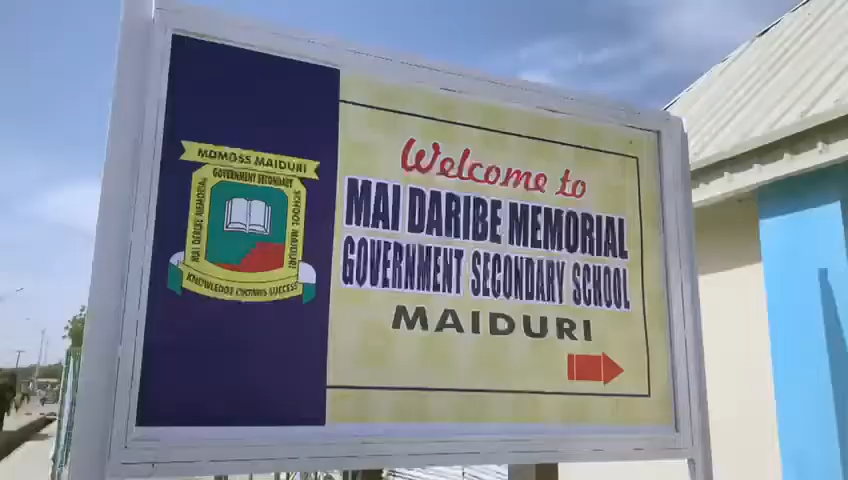 MDMGSS MAIDURI
GOVERNMENT SECONDARY
MAI DARIBE MEMORIAL
SCHOOL MAIDURI
KNOWLEDGE CROWNS SUCCESS
Welcome to
MAI DARIBE MEMORIAL
GOVERNMENT SECONDARY SCHOOL
MAIDURI